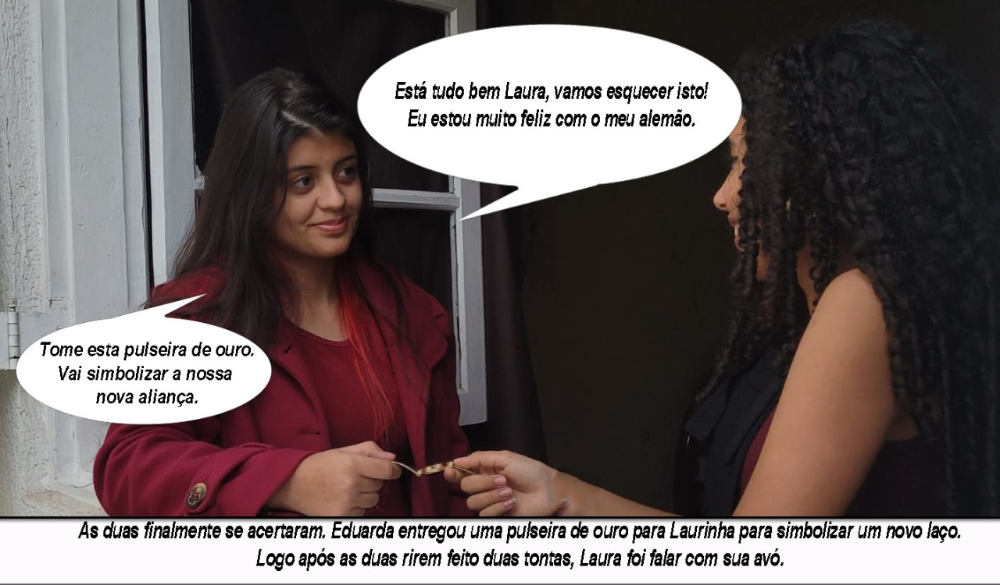 Está tudo bem Laura, vamos esquecer isto!
Eu estou muito feliz com o meu alemão.
Tome esta pulseira de ouro.
Vai simbolizar a nossa
nova aliança.
As duas finalmente se acertaram. Eduarda entregou uma pulseira de ouro para Laurinha para simbolizar um novo laço.
Logo após as duas rirem feito duas tontas, Laura foi falar com sua avó.